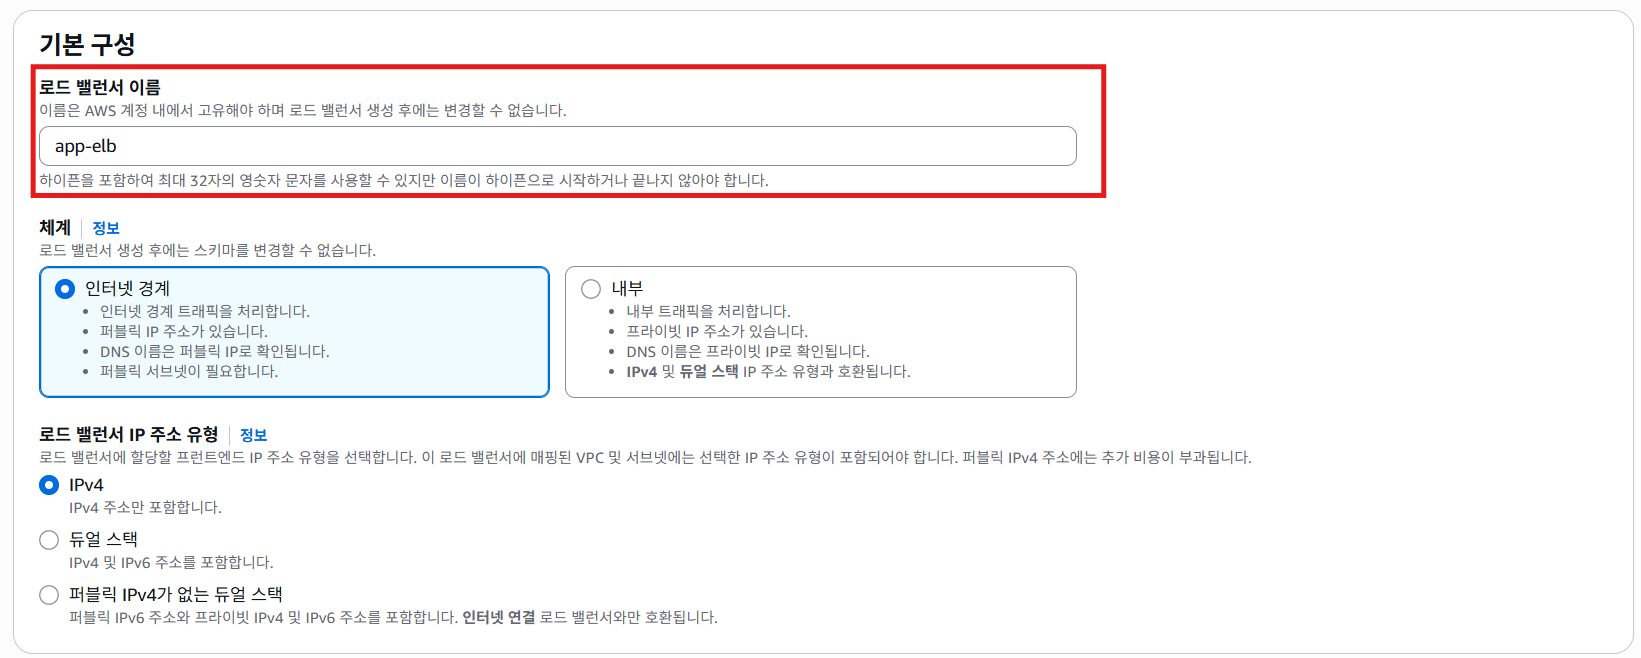 기본 구성
로드 밸런서 이름
이름은 AWS 계정 내에서 고유해야 하며 로드 밸런서 생성 후에는 변경할 수 없습니다.
app-elb
하이픈을 포함하여 최대 32자의 영숫자 문자를 사용할 수 있지만 이름이 하이픈으로 시작하거나 끝나지 않아야 합니다.
체계 정보
로드 밸런서 생성 후에는 스키마를 변경할 수 없습니다.
인터넷 경계
인터넷 경계 트래픽을 처리합니다.
퍼블릭 IP 주소가 있습니다.
DNS 이름은 퍼블릭 IP로 확인됩니다.
퍼블릭 서브넷이 필요합니다.
내부
내부 트래픽을 처리합니다.
프라이빗 IP 주소가 있습니다.
DNS 이름은 프라이빗 IP로 확인됩니다.
IPv4 및 듀얼 스택 IP 주소 유형과 호환됩니다.
로드 밸런서 IP 주소 유형 정보
로드 밸런서에 할당할 프런트엔드 IP 주소 유형을 선택합니다. 이 로드 밸런서에 매핑된 VPC 및 서브넷에는 선택한 IP 주소 유형이 포함되어야 합니다. 퍼블릭 IPv4 주소에는 추가 비용이 부과됩니다.
IPv4
IPv4 주소만 포함합니다.
듀얼 스택
IPv4 및 IPv6 주소를 포함합니다.
퍼블릭 IPv4가 없는 듀얼 스택
퍼블릭 IPv6 주소와 프라이빗 IPv4 및 IPv6 주소를 포함합니다. 인터넷 연결 로드 밸런서와만 호환됩니다.